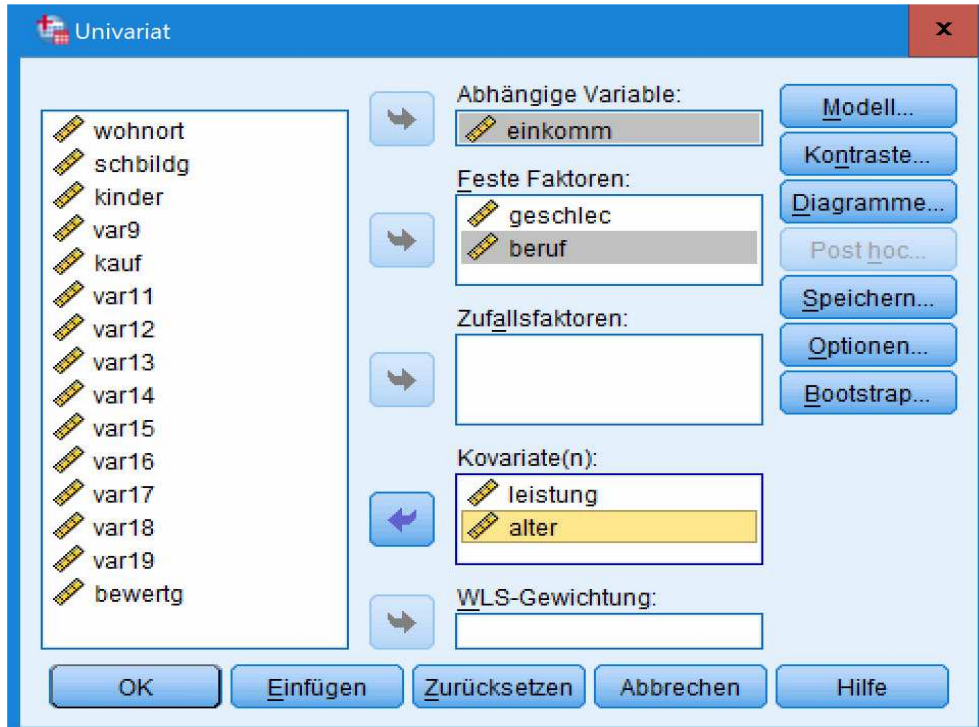 Univariat
x
wohnort
schbildg
kinder
var9
kauf
var11
var12
var13
var14
var15
var16
var17
var18
var19
bewertg
Abhängige Variable:
einkomm
Feste Faktoren:
geschlec
beruf
Zufallsfaktoren:
Kovariate(n):
leistung
alter
WLS-Gewichtung:
Modell...
Kontraste...
Diagramme...
Post hoc...
Speichern...
Optionen...
Bootstrap...
OK
Einfügen
Zurücksetzen
Abbrechen
Hilfe